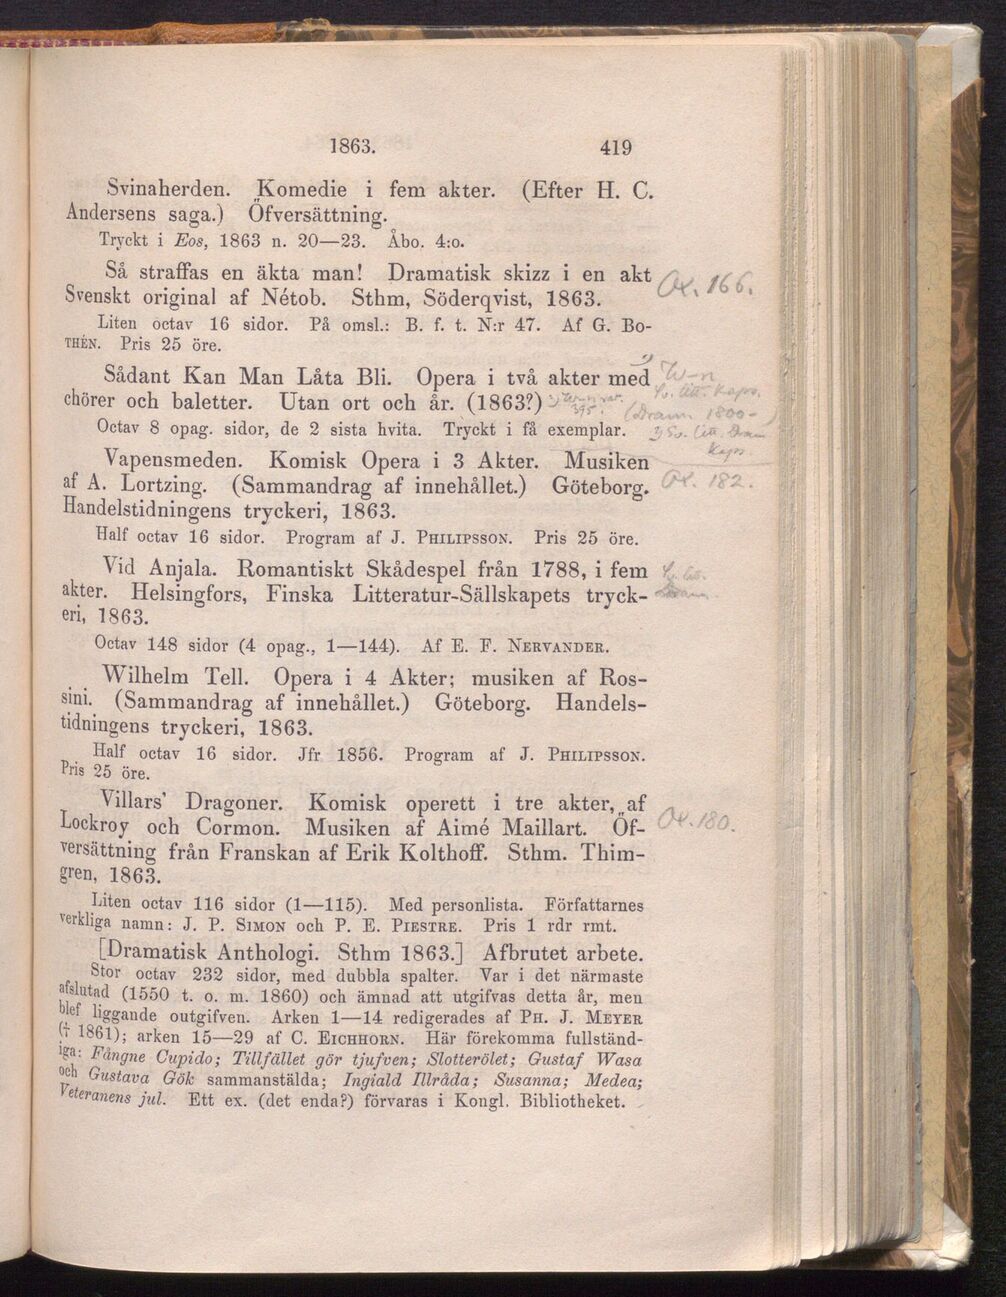 1863. 419
Svinaherden. Komedie i fem akter. (Efter H. C.
Andersens saga.) Öfversättning.
Tryckt i Eos, 1863 n. 20—23. Åbo. 4:o.
Så straffas en äkta man! Dramatisk skizz i en akt
Svenskt original af Nétob. Sthm, Söderqvist, 1863.
Ox. 166.
Liten octav 16 sidor. På omsl.: B. f. t. N:r 47. Af G. Bo-
THÉN. Pris 25 öre.
Sådant Kan Man Låta Bli. Opera i två akter med
W-n
chörer och baletter. Utan ort och år. (1863?)
(Dram. 1800-
Octav 8 opag. sidor, de 2 sista hvita. Tryckt i få exemplar.
Kaps.
Vapensmeden. Komisk Opera i 3 Akter. Musiken
af A. Lortzing. (Sammandrag af innehållet.) Göteborg.
Ox. 182.
Handelstidningens tryckeri, 1863.
Half octav 16 sidor. Program af J. PHILIPSSON. Pris 25 öre.
Vid Anjala. Romantiskt Skådespel från 1788, i fem
akter. Helsingfors, Finska Litteratur-Sällskapets tryck-
eri, 1863.
Octav 148 sidor (4 opag., 1—144). Af E. F. NERVANDER.
Wilhelm Tell. Opera i 4 Akter; musiken af Ros-
sini. (Sammandrag af innehållet.) Göteborg. Handels-
tidningens tryckeri, 1863.
Half octav 16 sidor. Jfr 1856. Program af J. PHILIPSSON.
Pris 25 öre.
Villars' Dragoner. Komisk operett i tre akter, af
Lockroy och Cormon. Musiken af Aimé Maillart. Öf-
Ox. 180.
versättning från Franskan af Erik Kolthoff. Sthm. Thim-
gren, 1863.
Liten octav 116 sidor (1—115). Med personlista. Författarnes
verkliga namn: J. P. SIMON och P. E. PIESTRE. Pris 1 rdr rmt.
[Dramatisk Anthologi. Sthm 1863.] Afbrutet arbete.
Stor octav 232 sidor, med dubbla spalter. Var i det närmaste
afslutad (1550 t. o. m. 1860) och ämnad att utgifvas detta år, men
blef liggande outgifven. Arken 1—14 redigerades af PH. J. MEYER
(† 1861); arken 15—29 af C. EICHHORN. Här förekomma fullständ-
iga: Fångne Cupido; Tillfället gör tjufven; Slotterölet; Gustaf Wasa
och Gustava Gök sammanstälda; Ingiald Illråda; Susanna; Medea;
Veteranens jul. Ett ex. (det enda?) förvaras i Kongl. Bibliotheket.